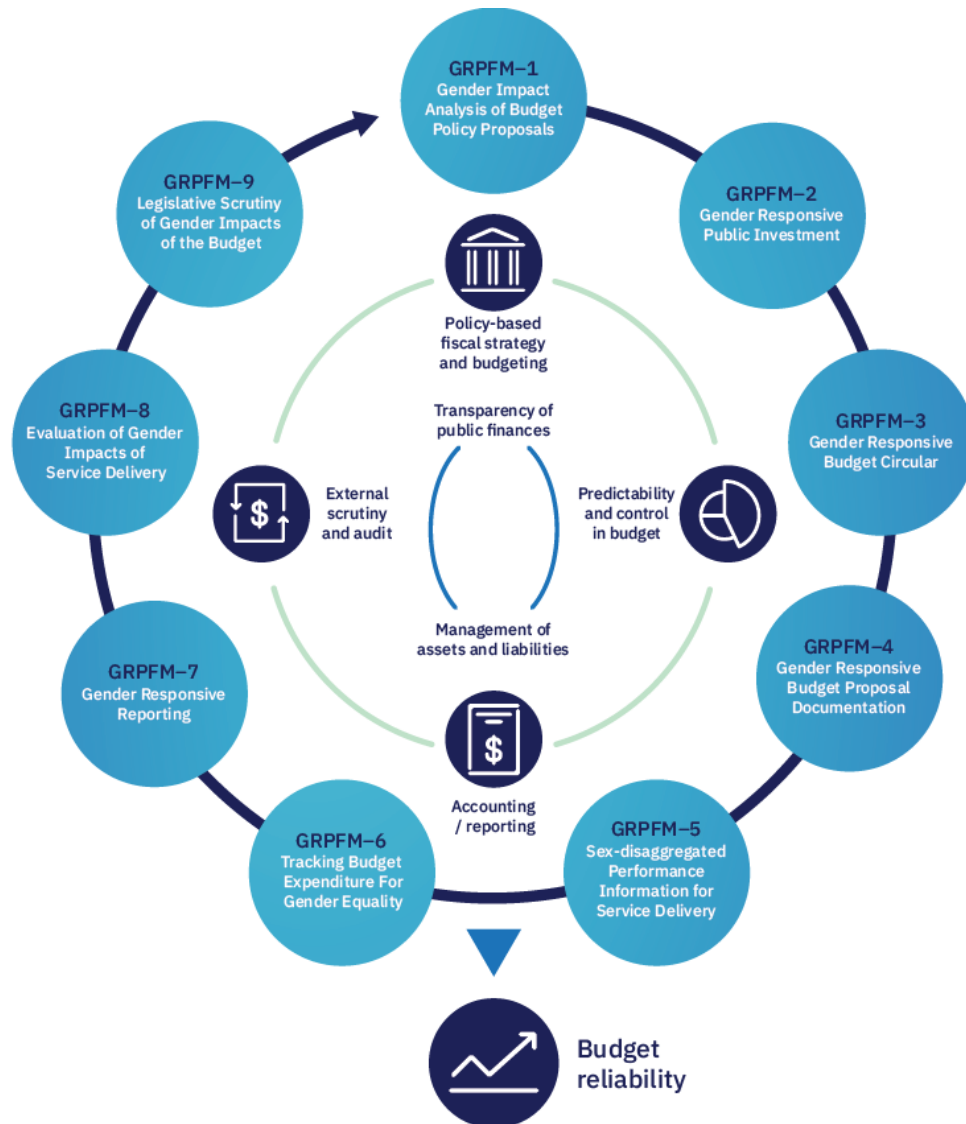 GRPFM–1
Gender Impact
Analysis of Budget
Policy Proposals
GRPFM–2
Gender Responsive
Public Investment
GRPFM–3
Gender Responsive
Budget Circular
GRPFM–4
Gender Responsive
Budget Proposal
Documentation
GRPFM–5
Sex-disaggregated
Performance
Information for
Service Delivery
GRPFM–6
Tracking Budget
Expenditure For
Gender Equality
GRPFM–7
Gender Responsive
Reporting
GRPFM–8
Evaluation of Gender
Impacts of
Service Delivery
GRPFM–9
Legislative Scrutiny
of Gender Impacts
of the Budget
Policy-based
fiscal strategy
and budgeting
Transparency of
public finances
$
External
scrutiny
and audit
Predictability
and control
in budget
Management of
assets and liabilities
$
Accounting
/ reporting
Budget
reliability